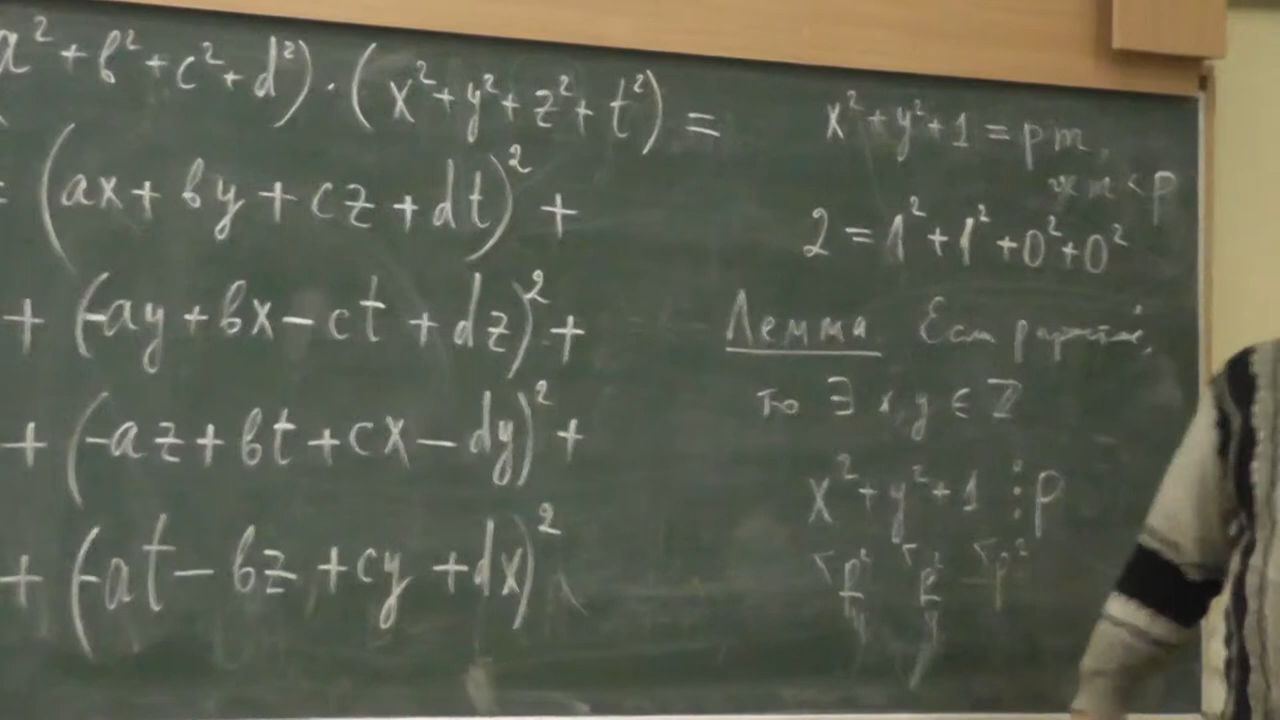 a² + b² + c² + d²) · (x² + y² + z² + t²) =
= (ax + by + cz + dt)² +
+ (-ay + bx - ct + dz)² +
+ (-az + bt + cx - dy)² +
+ (-at - bz + cy + dx)²
x² + y² + 1 = pm,
m < p
2 = 1² + 1² + 0² + 0²
Лемма Если p простое,
то ∃ x, y ∈ ℤ
x² + y² + 1 ⋮ p